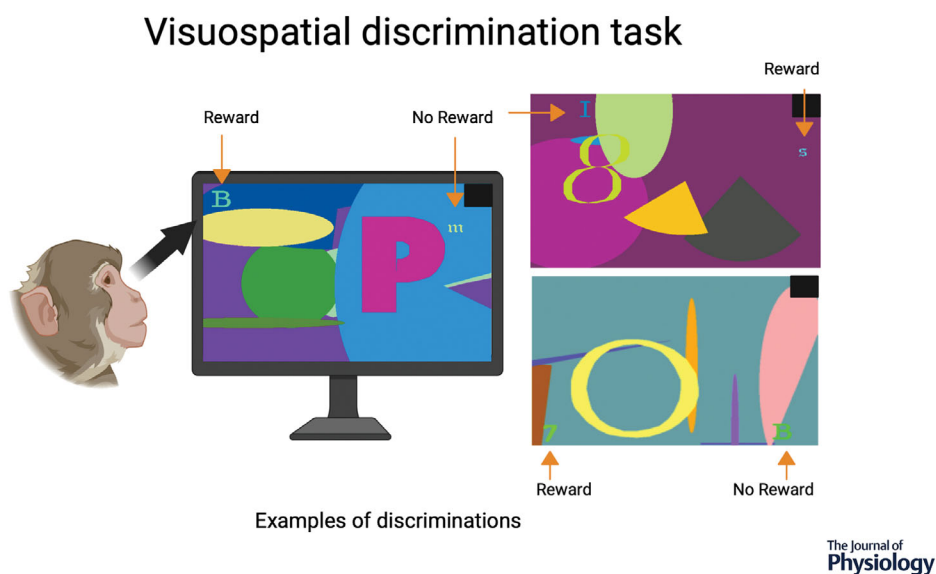 Visuospatial discrimination task
Reward
No Reward
Reward
B
m
P
I
8
s
7
B
Reward
No Reward
Examples of discriminations
The Journal of
Physiology